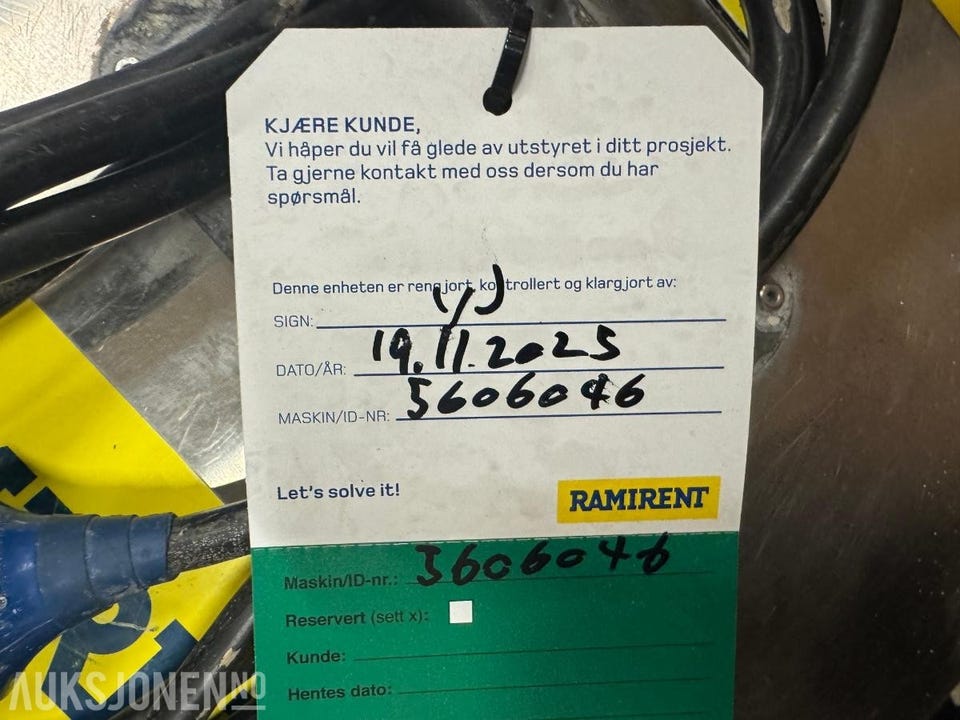 KJÆRE KUNDE,
Vi håper du vil få glede av utstyret i ditt prosjekt.
Ta gjerne kontakt med oss dersom du har
spørsmål.
Denne enheten er rengjort, kontrollert og klargjort av:
SIGN:
DATO/ÅR: 19.11.2025
MASKIN/ID-NR: 5606046
Let's solve it!
RAMIRENT
Maskin/ID-nr.: 5606046
Reservert (sett x):
Kunde:
Hentes dato:
AUKSJONEN.NO